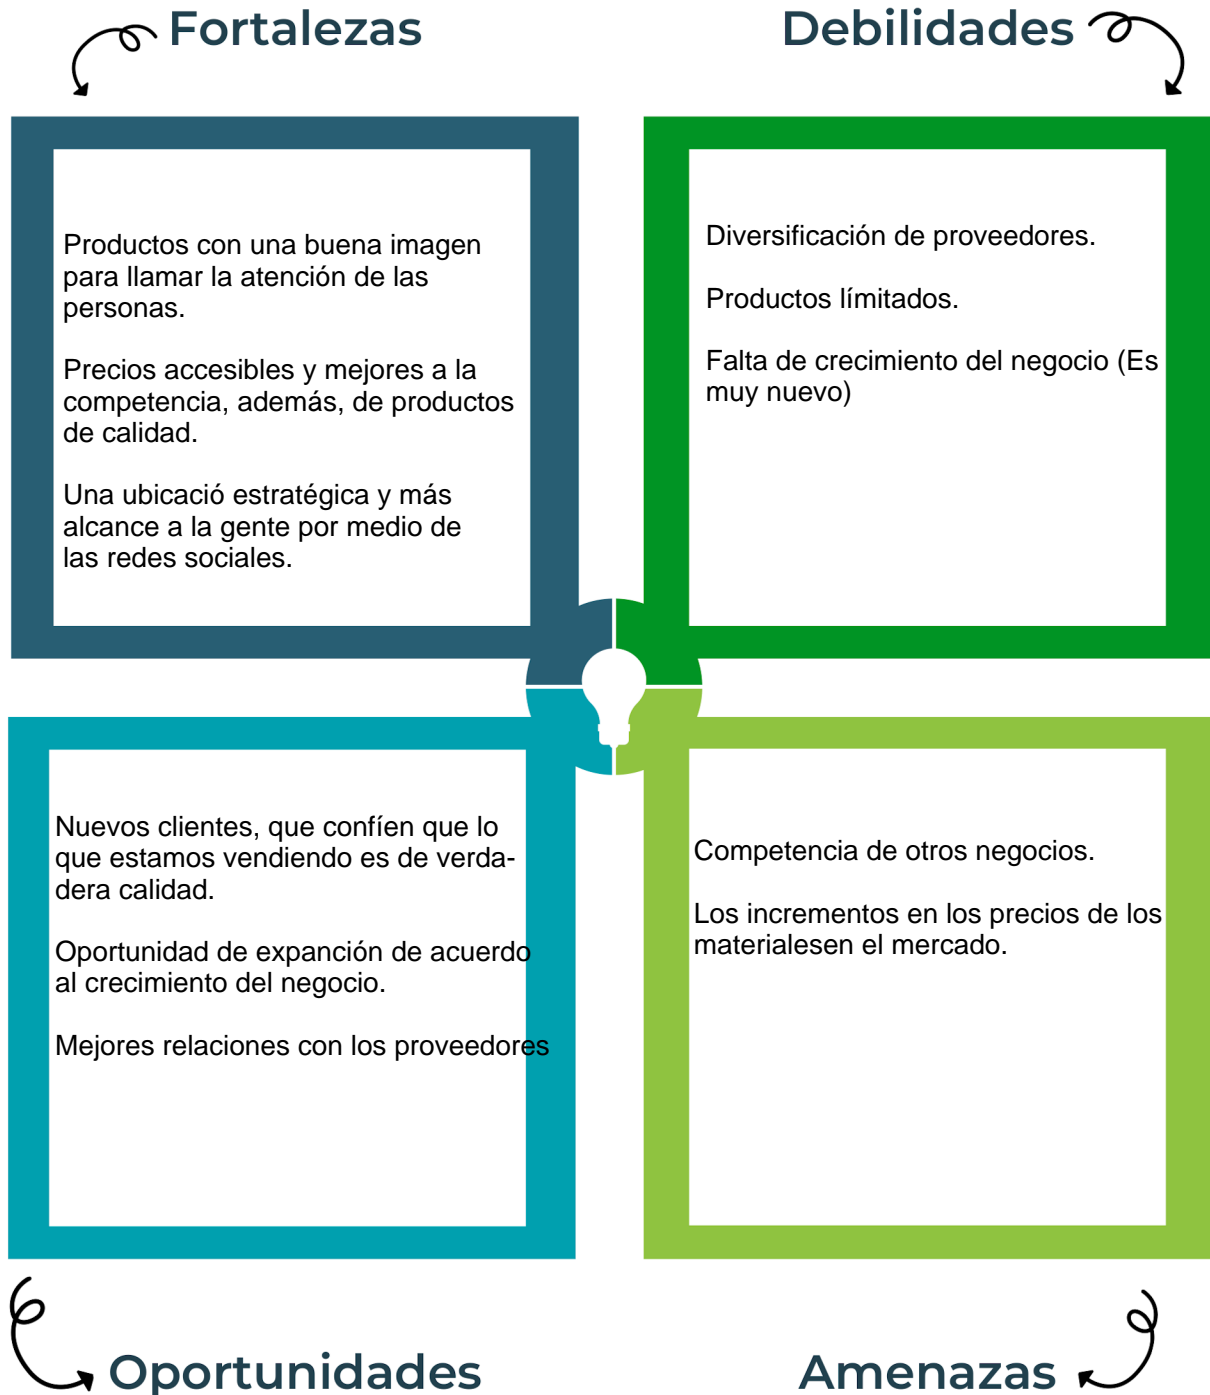 Fortalezas
Productos con una buena imagen
para llamar la atención de las
personas.
Precios accesibles y mejores a la
competencia, además, de productos
de calidad.
Una ubicació estratégica y más
alcance a la gente por medio de
las redes sociales.
Debilidades
Diversificación de proveedores.
Productos límitados.
Falta de crecimiento del negocio (Es
muy nuevo)
Nuevos clientes, que confíen que lo
que estamos vendiendo es de verda-
dera calidad.
Oportunidad de expanción de acuerdo
al crecimiento del negocio.
Mejores relaciones con los proveedores
Oportunidades
Competencia de otros negocios.
Los incrementos en los precios de los
materialesen el mercado.
Amenazas